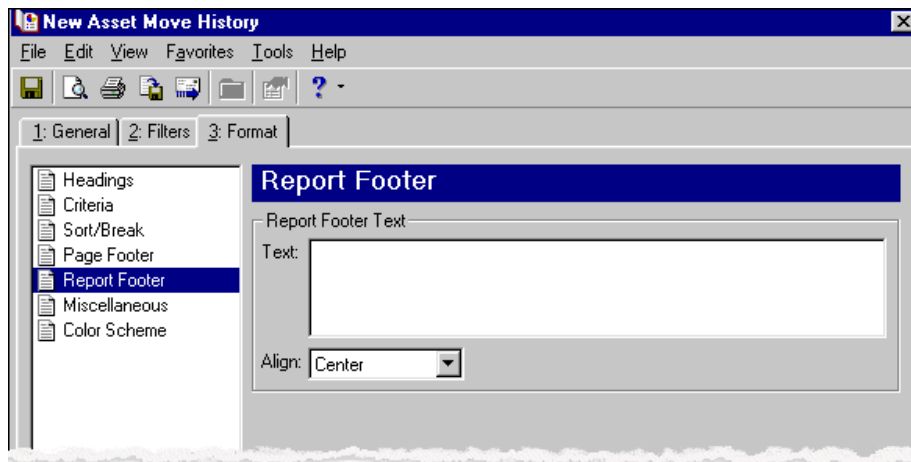 New Asset Move History
File Edit View Favorites Tools Help
?
1: General 2: Filters 3: Format
Headings
Criteria
Sort/Break
Page Footer
Report Footer
Miscellaneous
Color Scheme
Report Footer
Report Footer Text
Text:
Align: Center